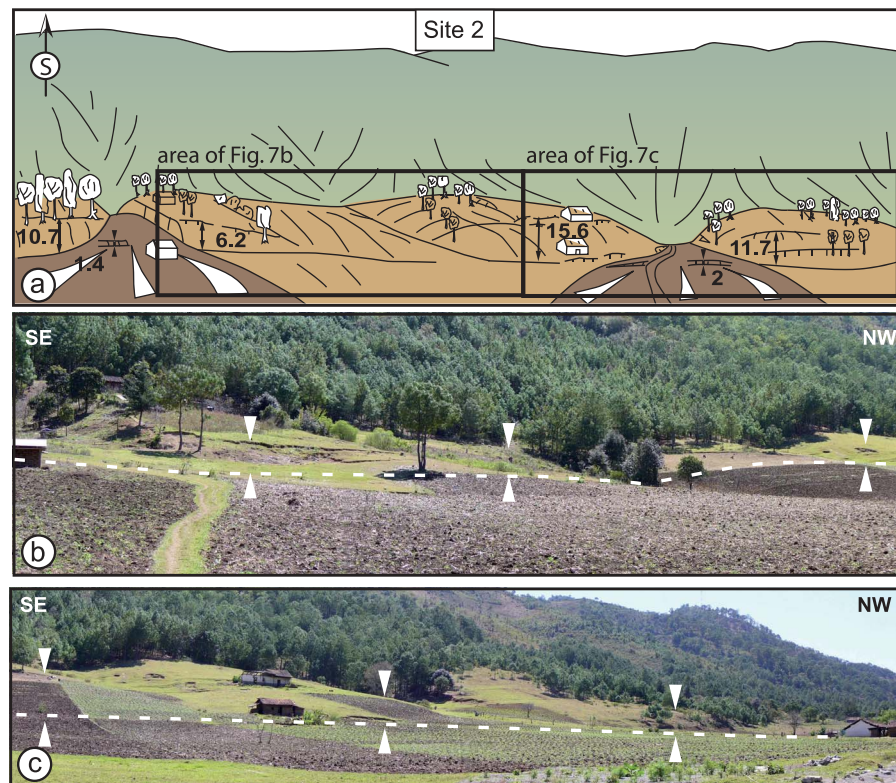 Site 2
S
area of Fig. 7b
area of Fig. 7c
10.7
1.4
6.2
15.6
11.7
2
a
SE
NW
b
SE
NW
c